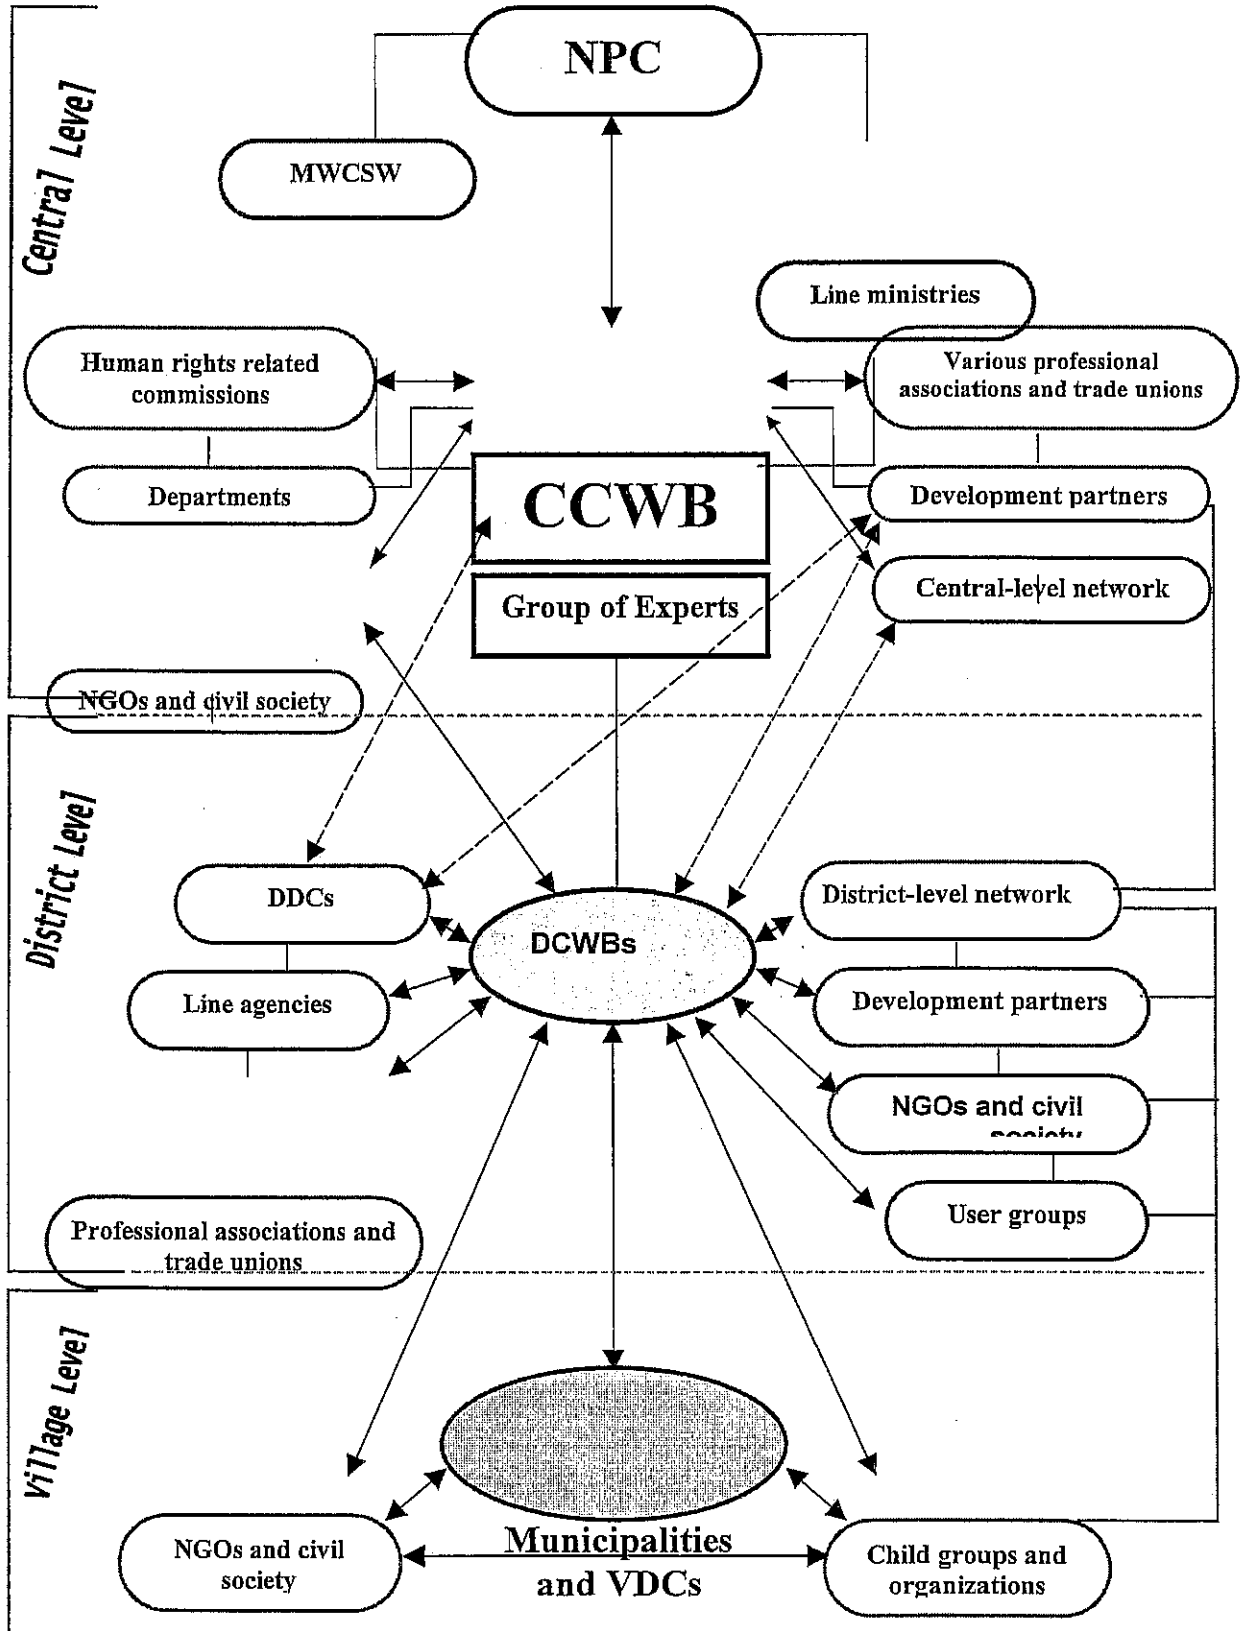 NPC
Central Level
MWCSW
Line ministries
Human rights related
commissions
Various professional
associations and trade unions
Departments
CCWB
Development partners
Group of Experts
Central-level network
NGOs and civil society
District Level
DDCs
DCWBs
District-level network
Line agencies
Development partners
NGOs and civil
society
User groups
Professional associations and
trade unions
Village Level
Municipalities
and VDCs
NGOs and civil
society
Child groups and
organizations